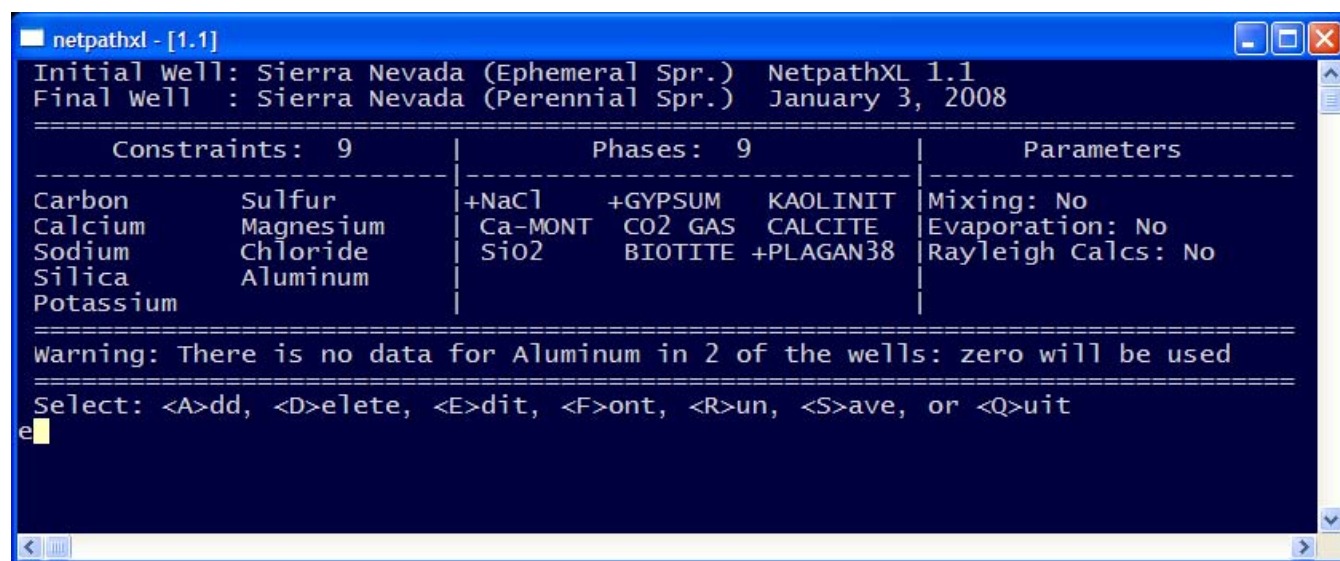 netpathxl - [1.1]
Initial Well: Sierra Nevada (Ephemeral Spr.)  NetpathXL 1.1
Final Well  : Sierra Nevada (Perennial Spr.)  January 3, 2008
===============================================================================
     Constraints:  9       |        Phases:  9          |      Parameters
--------------------------|----------------------------|-----------------------
Carbon       Sulfur        |+NaCl    +GYPSUM   KAOLINIT |Mixing: No
Calcium      Magnesium     | Ca-MONT  CO2 GAS  CALCITE  |Evaporation: No
Sodium       Chloride      | SiO2     BIOTITE +PLAGAN38 |Rayleigh Calcs: No
Silica       Aluminum      |                            |
Potassium                  |                            |
===============================================================================
Warning: There is no data for Aluminum in 2 of the wells: zero will be used
===============================================================================
Select: <A>dd, <D>elete, <E>dit, <F>ont, <R>un, <S>ave, or <Q>uit
e